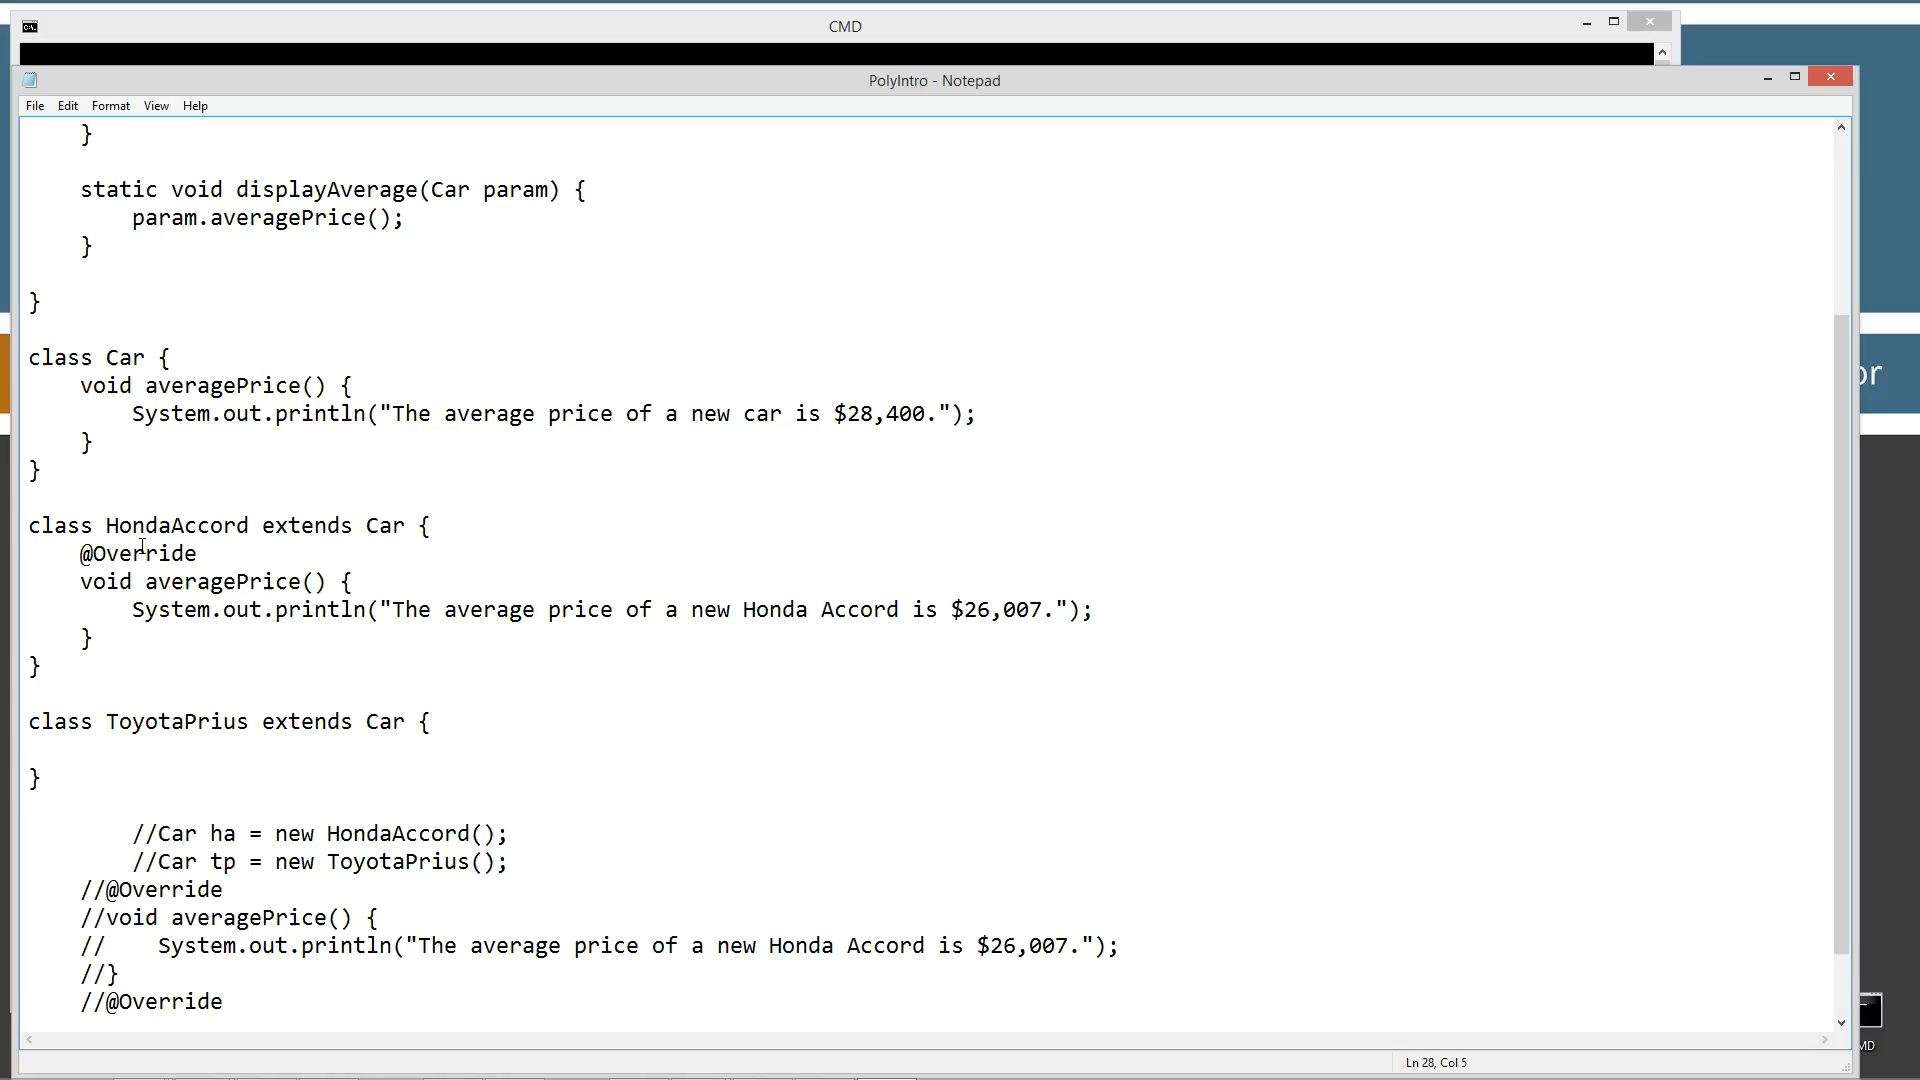 CMD
PolyIntro - Notepad
File Edit Format View Help
    }

    static void displayAverage(Car param) {
        param.averagePrice();
    }

}

class Car {
    void averagePrice() {
        System.out.println("The average price of a new car is $28,400.");
    }
}

class HondaAccord extends Car {
    @Override
    void averagePrice() {
        System.out.println("The average price of a new Honda Accord is $26,007.");
    }
}

class ToyotaPrius extends Car {

}

        //Car ha = new HondaAccord();
        //Car tp = new ToyotaPrius();
    //@Override
    //void averagePrice() {
    //    System.out.println("The average price of a new Honda Accord is $26,007.");
    //}
    //@Override
or
MD
Ln 28, Col 5